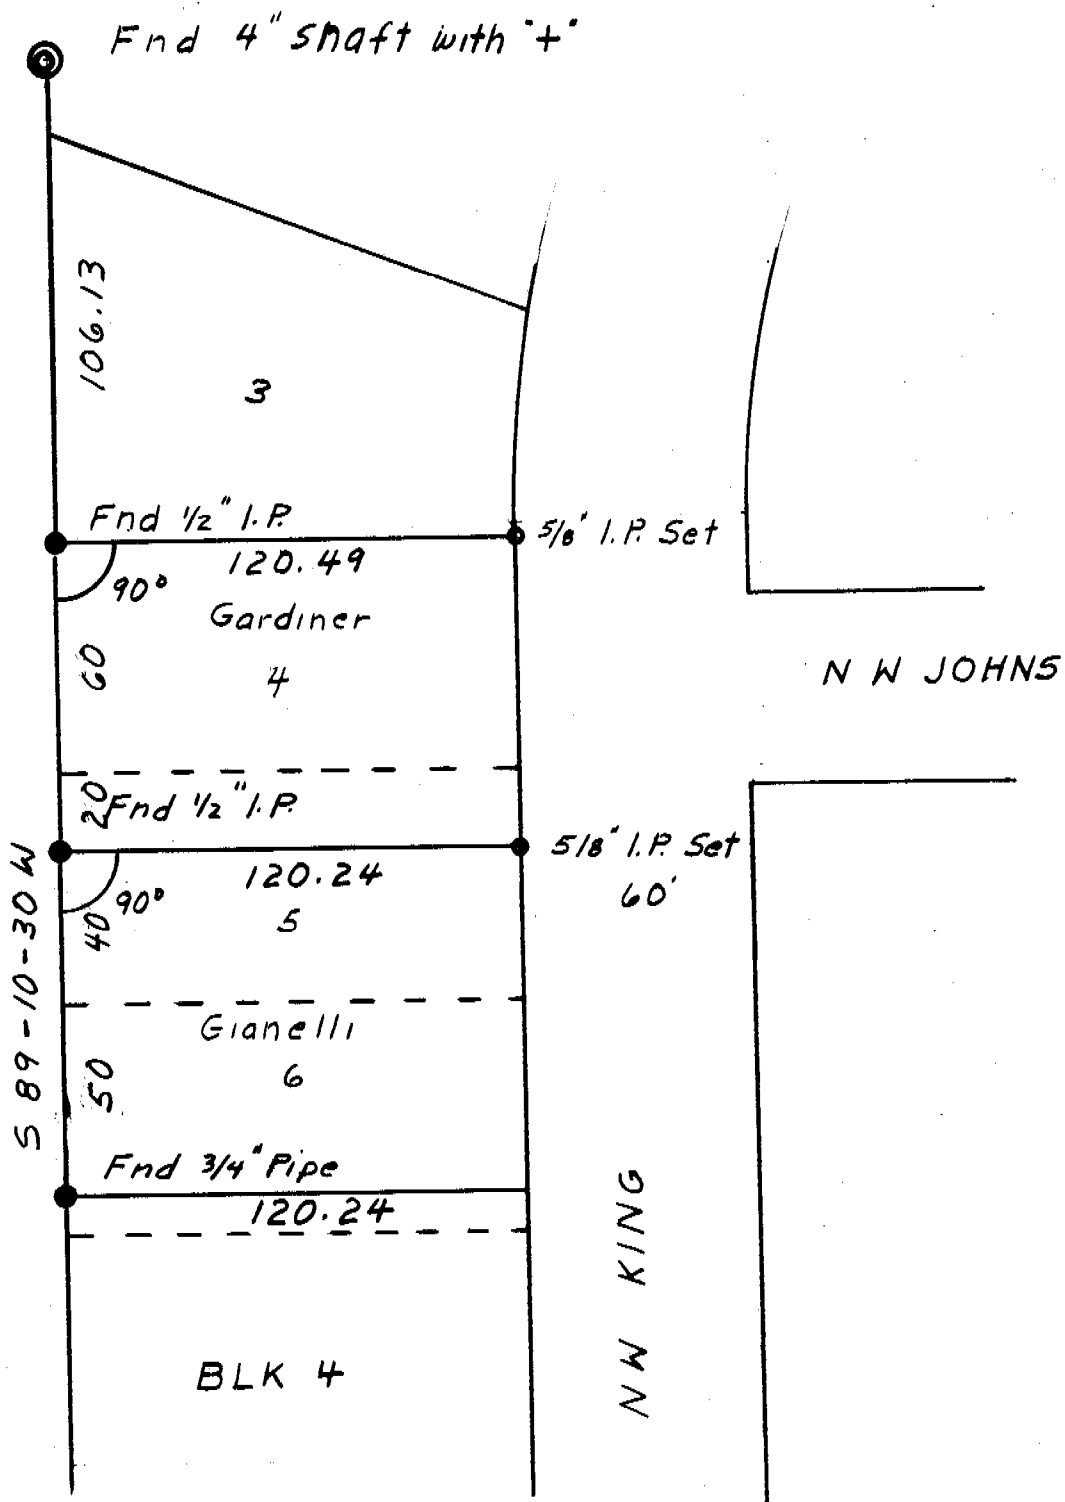 Fnd 4" shaft with "+"
106.13
3
Fnd 1/2" I.P.
5/8" I.P. Set
120.49
90°
Gardiner
60
4
N W JOHNS
20
Fnd 1/2" I.P.
5/8" I.P. Set
120.24
60'
90°
40
5
S 89-10-30 W
Gianelli
50
6
Fnd 3/4" Pipe
120.24
NW KING
BLK 4